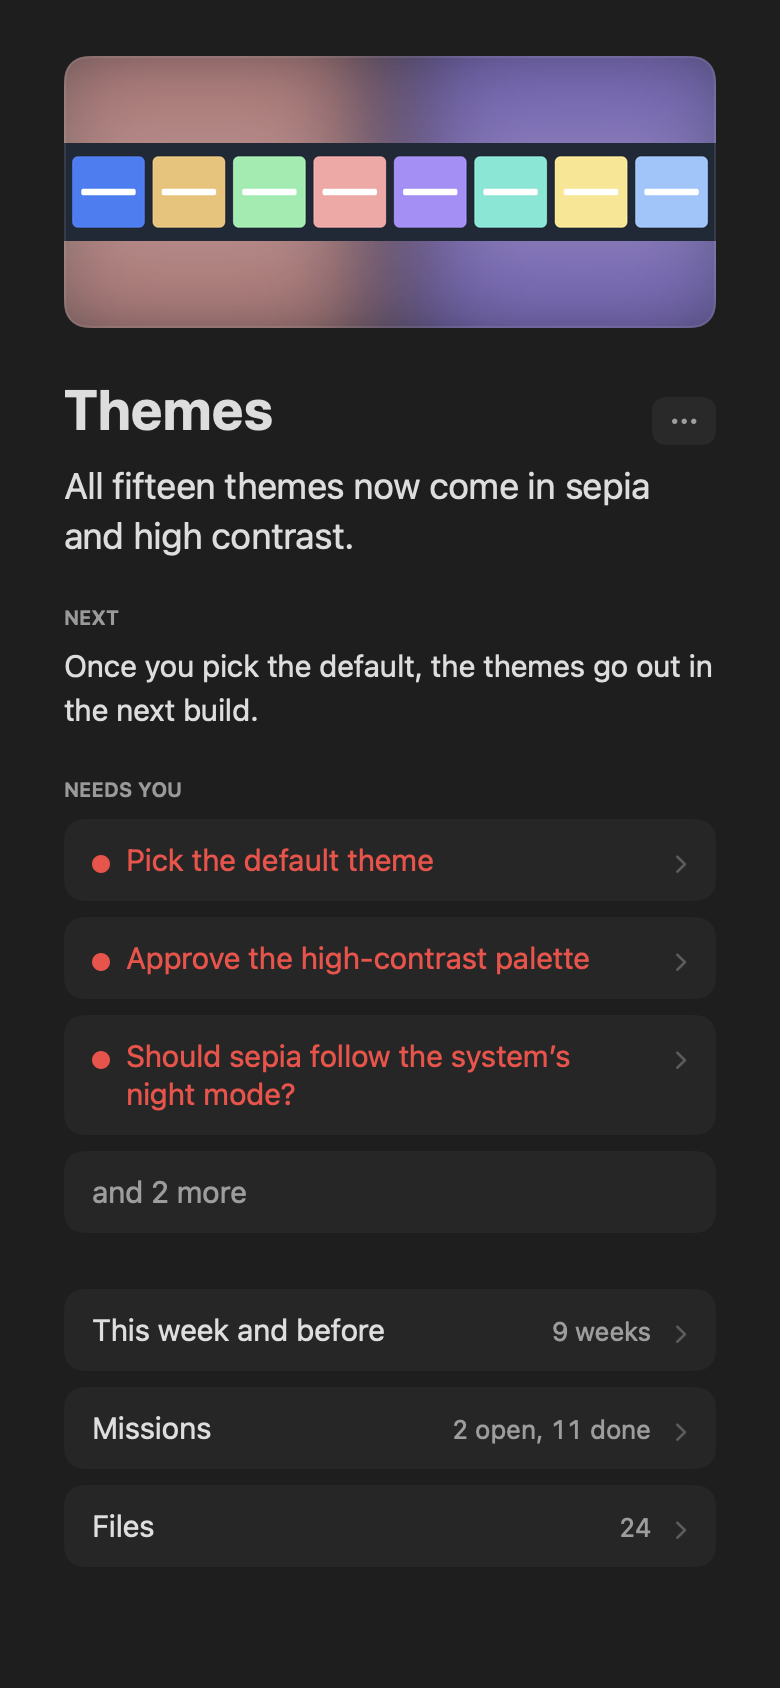 Themes
All fifteen themes now come in sepia
and high contrast.
NEXT
Once you pick the default, the themes go out in
the next build.
NEEDS YOU
Pick the default theme
Approve the high-contrast palette
Should sepia follow the system’s
night mode?
and 2 more
This week and before 9 weeks
Missions 2 open, 11 done
Files 24